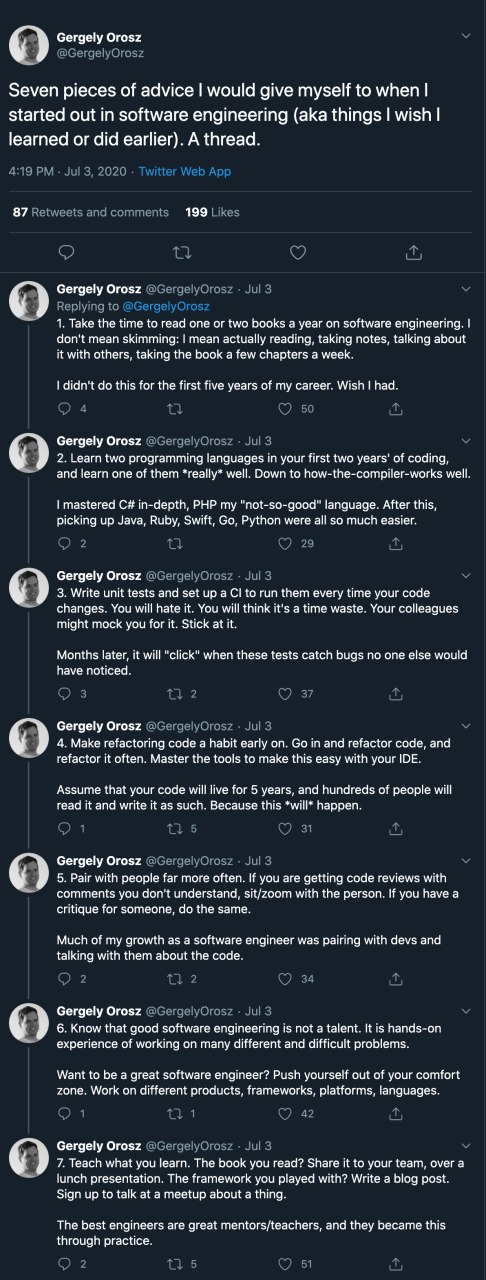 Gergely Orosz
@GergelyOrosz
Seven pieces of advice I would give myself to when I
started out in software engineering (aka things I wish I
learned or did earlier). A thread.
4:19 PM · Jul 3, 2020 · Twitter Web App
87 Retweets and comments 199 Likes
Gergely Orosz @GergelyOrosz · Jul 3
Replying to @GergelyOrosz
1. Take the time to read one or two books a year on software engineering. I
don't mean skimming: I mean actually reading, taking notes, talking about
it with others, taking the book a few chapters a week.
I didn't do this for the first five years of my career. Wish I had.
4 50
Gergely Orosz @GergelyOrosz · Jul 3
2. Learn two programming languages in your first two years' of coding,
and learn one of them *really* well. Down to how-the-compiler-works well.
I mastered C# in-depth, PHP my "not-so-good" language. After this,
picking up Java, Ruby, Swift, Go, Python were all so much easier.
2 29
Gergely Orosz @GergelyOrosz · Jul 3
3. Write unit tests and set up a CI to run them every time your code
changes. You will hate it. You will think it's a time waste. Your colleagues
might mock you for it. Stick at it.
Months later, it will "click" when these tests catch bugs no one else would
have noticed.
3 2 37
Gergely Orosz @GergelyOrosz · Jul 3
4. Make refactoring code a habit early on. Go in and refactor code, and
refactor it often. Master the tools to make this easy with your IDE.
Assume that your code will live for 5 years, and hundreds of people will
read it and write it as such. Because this *will* happen.
1 5 31
Gergely Orosz @GergelyOrosz · Jul 3
5. Pair with people far more often. If you are getting code reviews with
comments you don't understand, sit/zoom with the person. If you have a
critique for someone, do the same.
Much of my growth as a software engineer was pairing with devs and
talking with them about the code.
2 2 34
Gergely Orosz @GergelyOrosz · Jul 3
6. Know that good software engineering is not a talent. It is hands-on
experience of working on many different and difficult problems.
Want to be a great software engineer? Push yourself out of your comfort
zone. Work on different products, frameworks, platforms, languages.
1 1 42
Gergely Orosz @GergelyOrosz · Jul 3
7. Teach what you learn. The book you read? Share it to your team, over a
lunch presentation. The framework you played with? Write a blog post.
Sign up to talk at a meetup about a thing.
The best engineers are great mentors/teachers, and they became this
through practice.
2 5 51